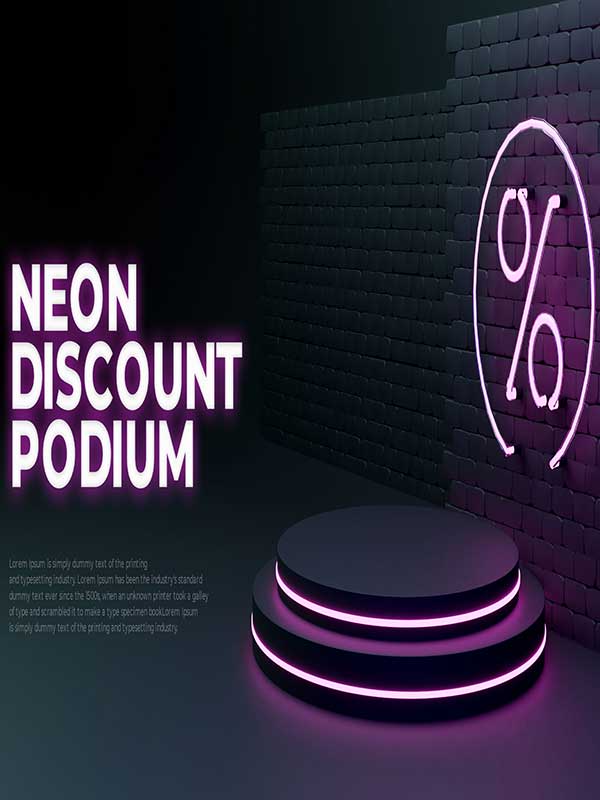 NEON
DISCOUNT
PODIUM
%
Lorem Ipsum is simply dummy text of the printing
and typesetting industry. Lorem Ipsum has been the industry's standard
dummy text ever since the 1500s, when an unknown printer took a galley
of type and scrambled it to make a type specimen book.Lorem Ipsum
is simply dummy text of the printing and typesetting industry.